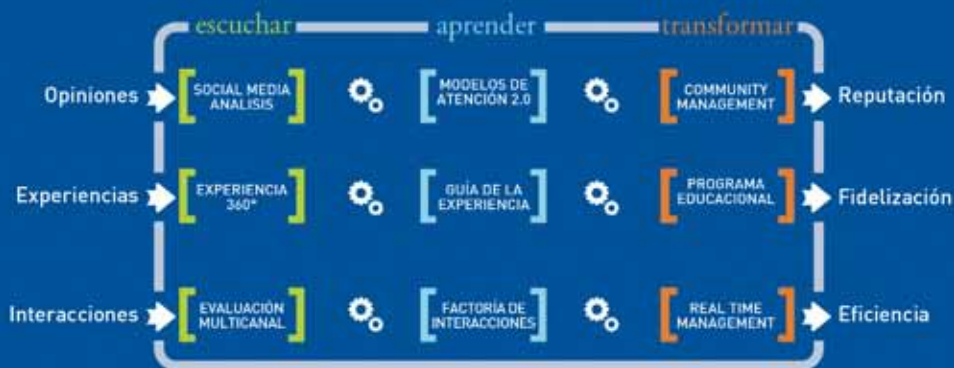 escuchar aprender transformar
Opiniones
SOCIAL MEDIA
ANALISIS
MODELOS DE
ATENCIÓN 2.0
COMMUNITY
MANAGEMENT
Reputación
Experiencias
EXPERIENCIA
360°
GUÍA DE LA
EXPERIENCIA
PROGRAMA
EDUCACIONAL
Fidelización
Interacciones
EVALUACIÓN
MULTICANAL
FACTORÍA DE
INTERACCIONES
REAL TIME
MANAGEMENT
Eficiencia